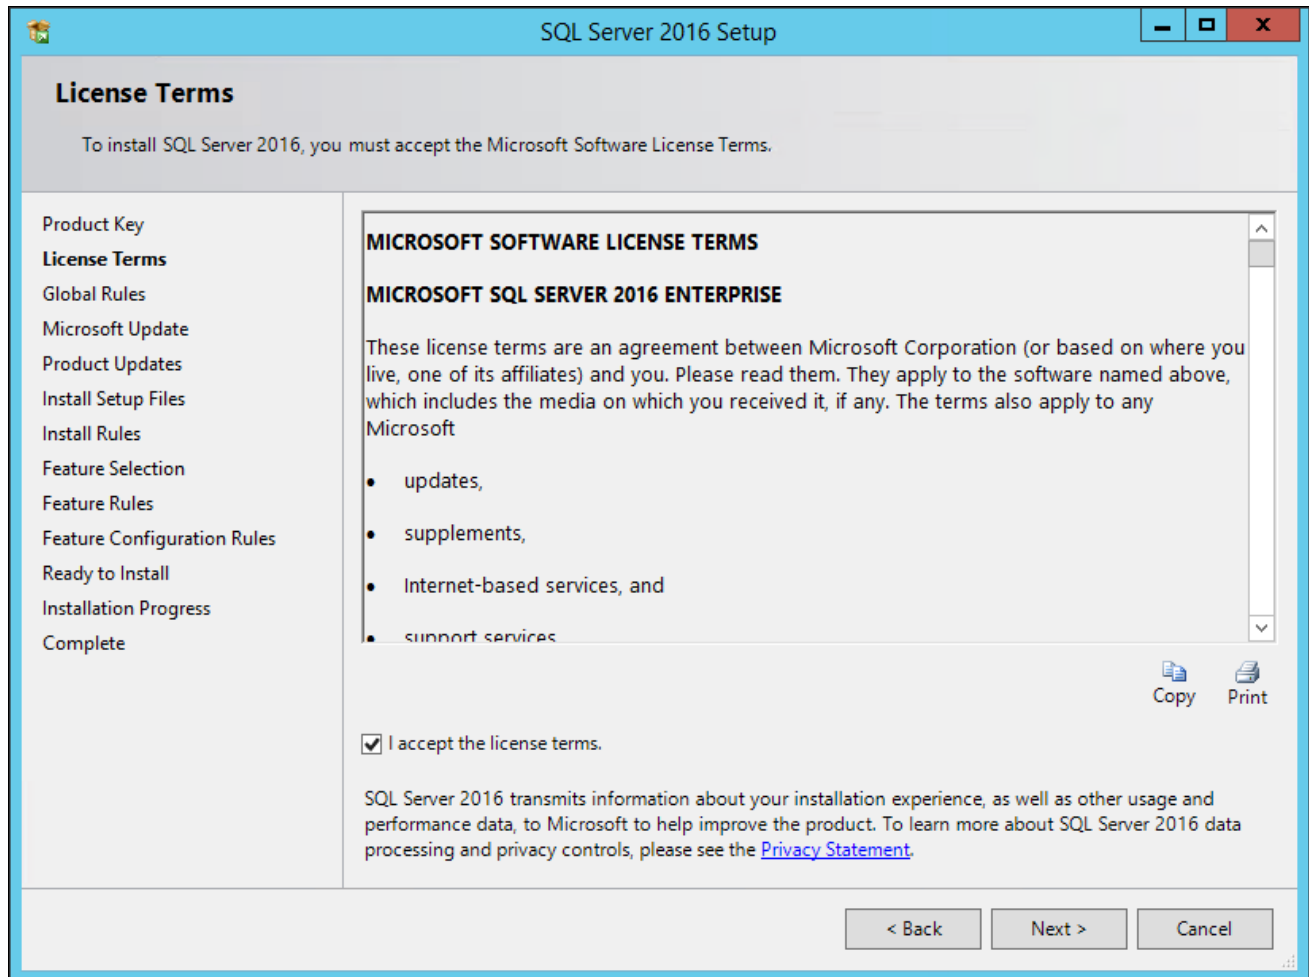 SQL Server 2016 Setup
License Terms
To install SQL Server 2016, you must accept the Microsoft Software License Terms.
Product Key
License Terms
Global Rules
Microsoft Update
Product Updates
Install Setup Files
Install Rules
Feature Selection
Feature Rules
Feature Configuration Rules
Ready to Install
Installation Progress
Complete
MICROSOFT SOFTWARE LICENSE TERMS
MICROSOFT SQL SERVER 2016 ENTERPRISE
These license terms are an agreement between Microsoft Corporation (or based on where you
live, one of its affiliates) and you. Please read them. They apply to the software named above,
which includes the media on which you received it, if any. The terms also apply to any
Microsoft
• updates,
• supplements,
• Internet-based services, and
• support services
Copy Print
I accept the license terms.
SQL Server 2016 transmits information about your installation experience, as well as other usage and
performance data, to Microsoft to help improve the product. To learn more about SQL Server 2016 data
processing and privacy controls, please see the Privacy Statement.
< Back Next > Cancel